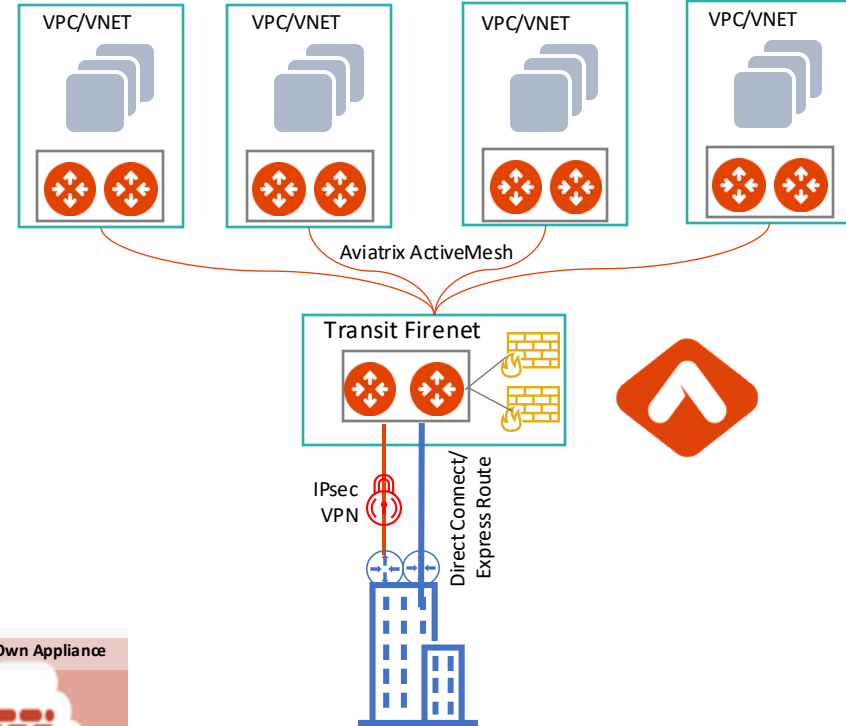 VPC/VNET
VPC/VNET
VPC/VNET
VPC/VNET
Aviatrix ActiveMesh
Transit Firenet
IPsec
VPN
Direct Connect/
Express Route
Own Appliance